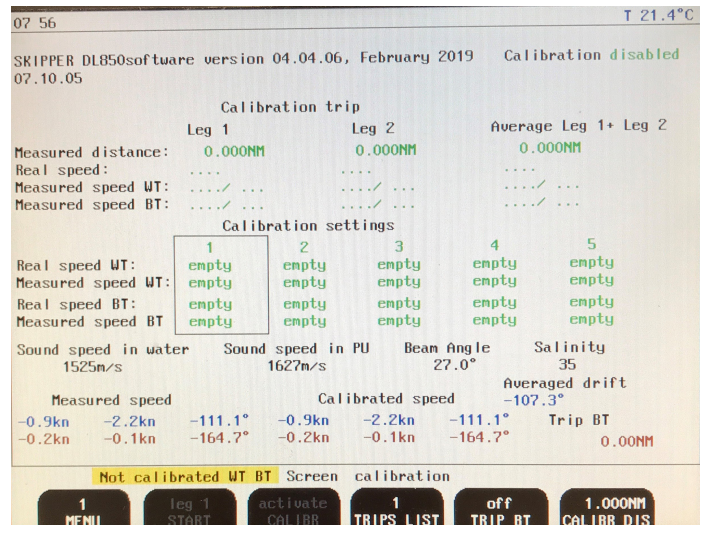 07 56 T 21.4°C
SKIPPER DL850software version 04.04.06, February 2019 Calibration disabled
07.10.05
Calibration trip
Leg 1 Leg 2 Average Leg 1+ Leg 2
Measured distance: 0.000NM 0.000NM 0.000NM
Real speed: .... .... ....
Measured speed WT: ..../ ... ..../ ... ..../ ...
Measured speed BT: ..../ ... ..../ ... ..../ ...
Calibration settings
1 2 3 4 5
Real speed WT: empty empty empty empty empty
Measured speed WT: empty empty empty empty empty
Real speed BT: empty empty empty empty empty
Measured speed BT empty empty empty empty empty
Sound speed in water Sound speed in PU Beam Angle Salinity
1525m/s 1627m/s 27.0° 35
Averaged drift
Measured speed Calibrated speed -107.3°
-0.9kn -2.2kn -111.1° -0.9kn -2.2kn -111.1° Trip BT
-0.2kn -0.1kn -164.7° -0.2kn -0.1kn -164.7° 0.00NM
Not calibrated WT BT Screen calibration
1 leg 1 activate 1 off 1.000NM
MENU START CALIBR TRIPS LIST TRIP BT CALIBR DIS